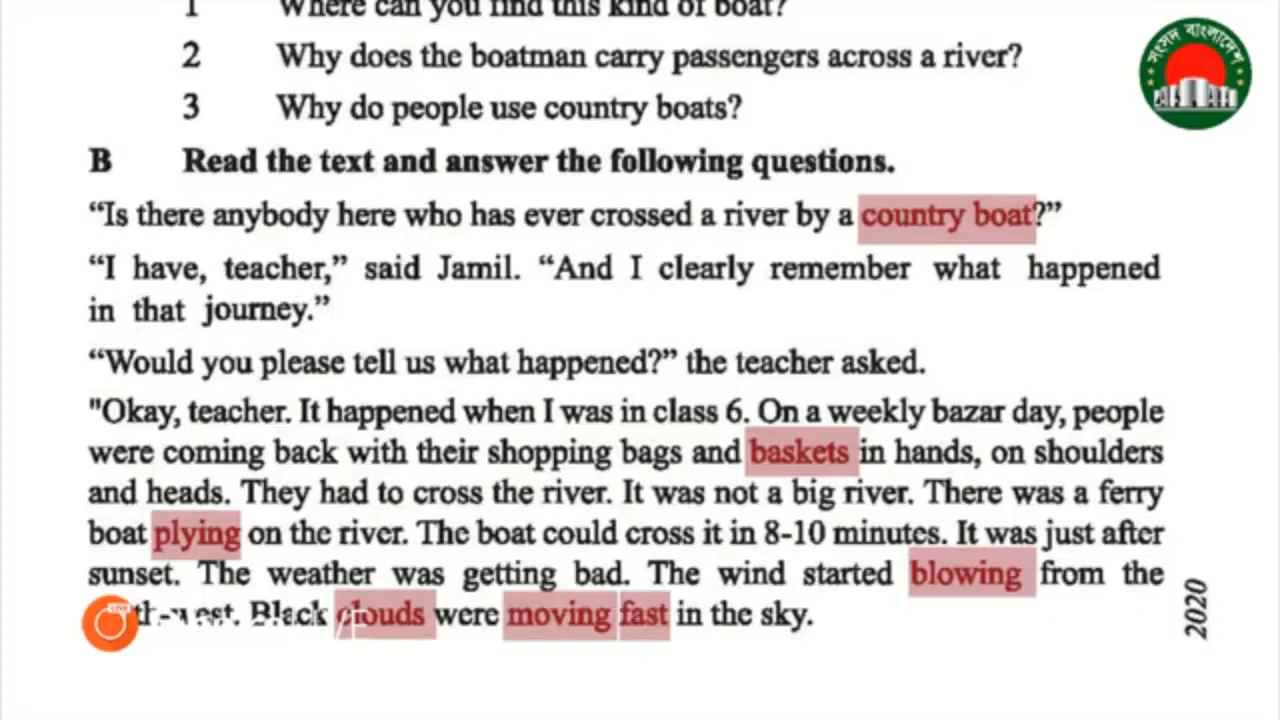 1 Where can you find this kind of boat?
2 Why does the boatman carry passengers across a river?
3 Why do people use country boats?
B Read the text and answer the following questions.
“Is there anybody here who has ever crossed a river by a country boat?”
“I have, teacher,” said Jamil. “And I clearly remember what happened
in that journey.”
“Would you please tell us what happened?” the teacher asked.
"Okay, teacher. It happened when I was in class 6. On a weekly bazar day, people
were coming back with their shopping bags and baskets in hands, on shoulders
and heads. They had to cross the river. It was not a big river. There was a ferry
boat plying on the river. The boat could cross it in 8-10 minutes. It was just after
sunset. The weather was getting bad. The wind started blowing from the
Black clouds were moving fast in the sky.
2020
সংসদ বাংলাদেশ
LIVE